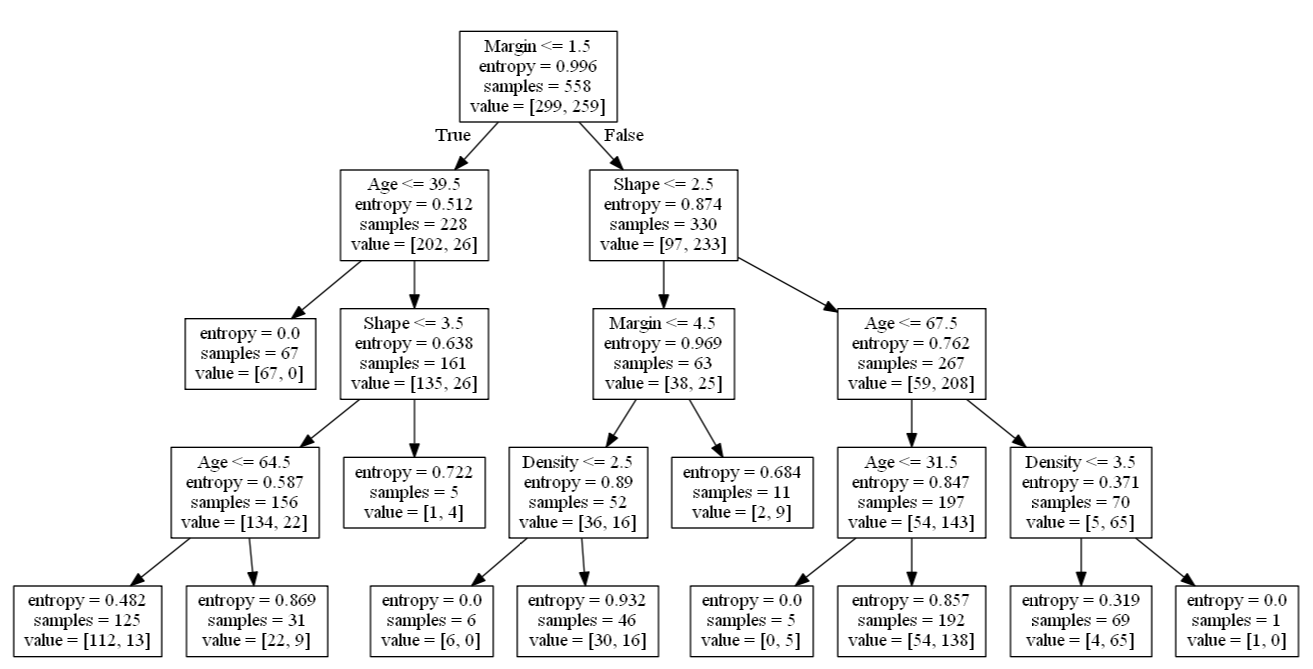 Margin <= 1.5
entropy = 0.996
samples = 558
value = [299, 259]
True
False
Age <= 39.5
entropy = 0.512
samples = 228
value = [202, 26]
Shape <= 2.5
entropy = 0.874
samples = 330
value = [97, 233]
entropy = 0.0
samples = 67
value = [67, 0]
Shape <= 3.5
entropy = 0.638
samples = 161
value = [135, 26]
Margin <= 4.5
entropy = 0.969
samples = 63
value = [38, 25]
Age <= 67.5
entropy = 0.762
samples = 267
value = [59, 208]
Age <= 64.5
entropy = 0.587
samples = 156
value = [134, 22]
entropy = 0.722
samples = 5
value = [1, 4]
Density <= 2.5
entropy = 0.89
samples = 52
value = [36, 16]
entropy = 0.684
samples = 11
value = [2, 9]
Age <= 31.5
entropy = 0.847
samples = 197
value = [54, 143]
Density <= 3.5
entropy = 0.371
samples = 70
value = [5, 65]
entropy = 0.482
samples = 125
value = [112, 13]
entropy = 0.869
samples = 31
value = [22, 9]
entropy = 0.0
samples = 6
value = [6, 0]
entropy = 0.932
samples = 46
value = [30, 16]
entropy = 0.0
samples = 5
value = [0, 5]
entropy = 0.857
samples = 192
value = [54, 138]
entropy = 0.319
samples = 69
value = [4, 65]
entropy = 0.0
samples = 1
value = [1, 0]